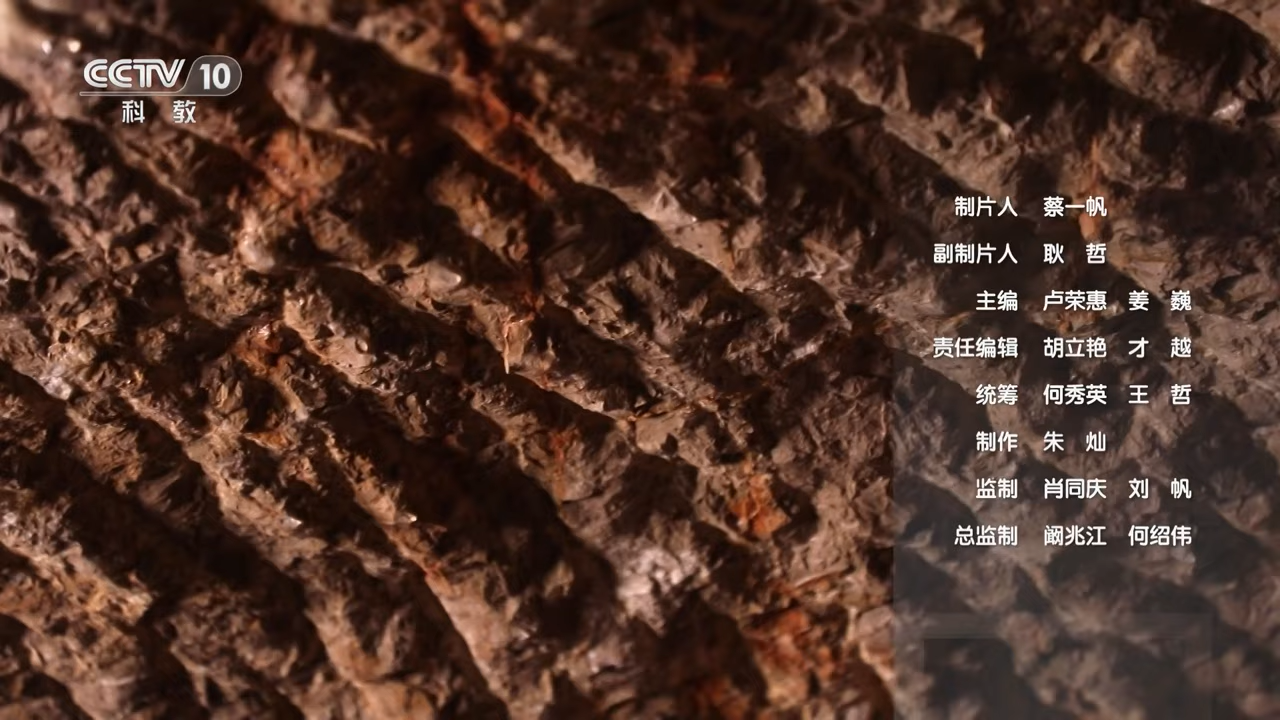 CCTV 10
科 教
制片人 蔡一帆
副制片人 耿 哲
主编 卢荣惠 姜 巍
责任编辑 胡立艳 才 越
统筹 何秀英 王 哲
制作 朱 灿
监制 肖同庆 刘 帆
总监制 阚兆江 何绍伟